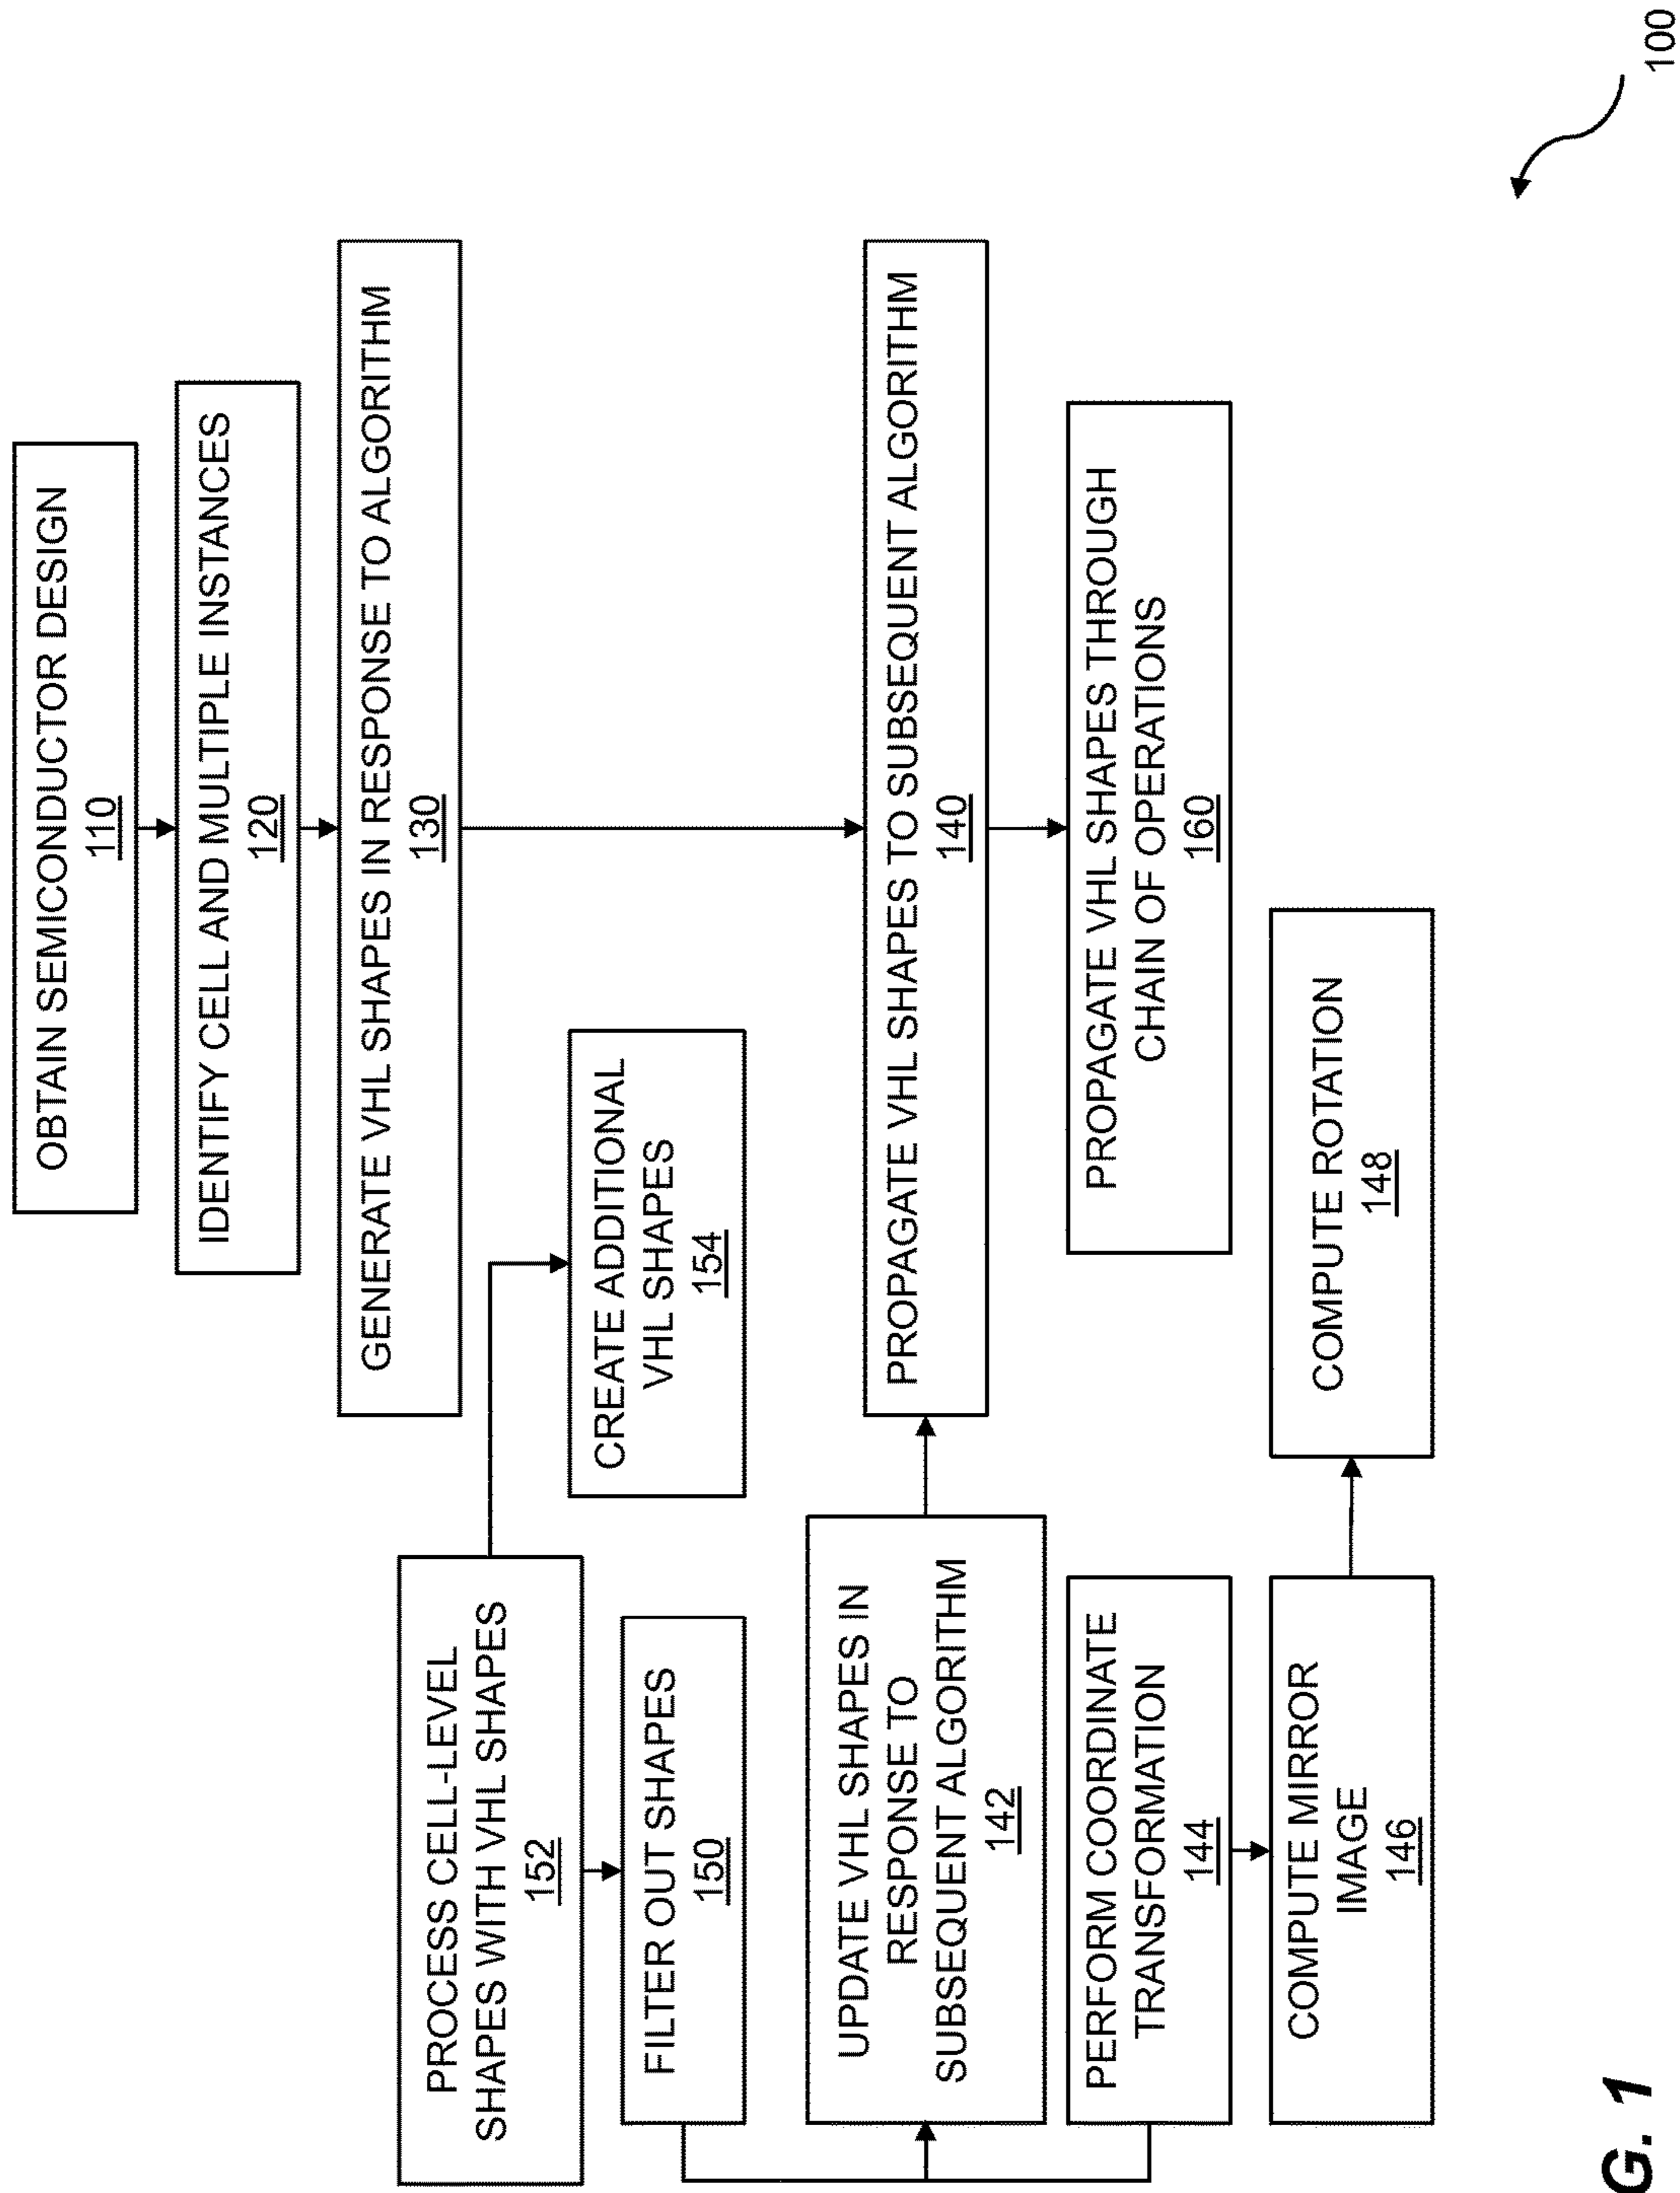 OBTAIN SEMICONDUCTOR DESIGN
110
IDENTIFY CELL AND MULTIPLE INSTANCES
120
GENERATE VHL SHAPES IN RESPONSE TO ALGORITHM
130
PROCESS CELL-LEVEL
SHAPES WITH VHL SHAPES
152
CREATE ADDITIONAL
VHL SHAPES
154
FILTER OUT SHAPES
150
UPDATE VHL SHAPES IN
RESPONSE TO
SUBSEQUENT ALGORITHM
142
PROPAGATE VHL SHAPES TO SUBSEQUENT ALGORITHM
140
PERFORM COORDINATE
TRANSFORMATION
144
PROPAGATE VHL SHAPES THROUGH
CHAIN OF OPERATIONS
160
COMPUTE MIRROR
IMAGE
146
COMPUTE ROTATION
148
100
G. 1